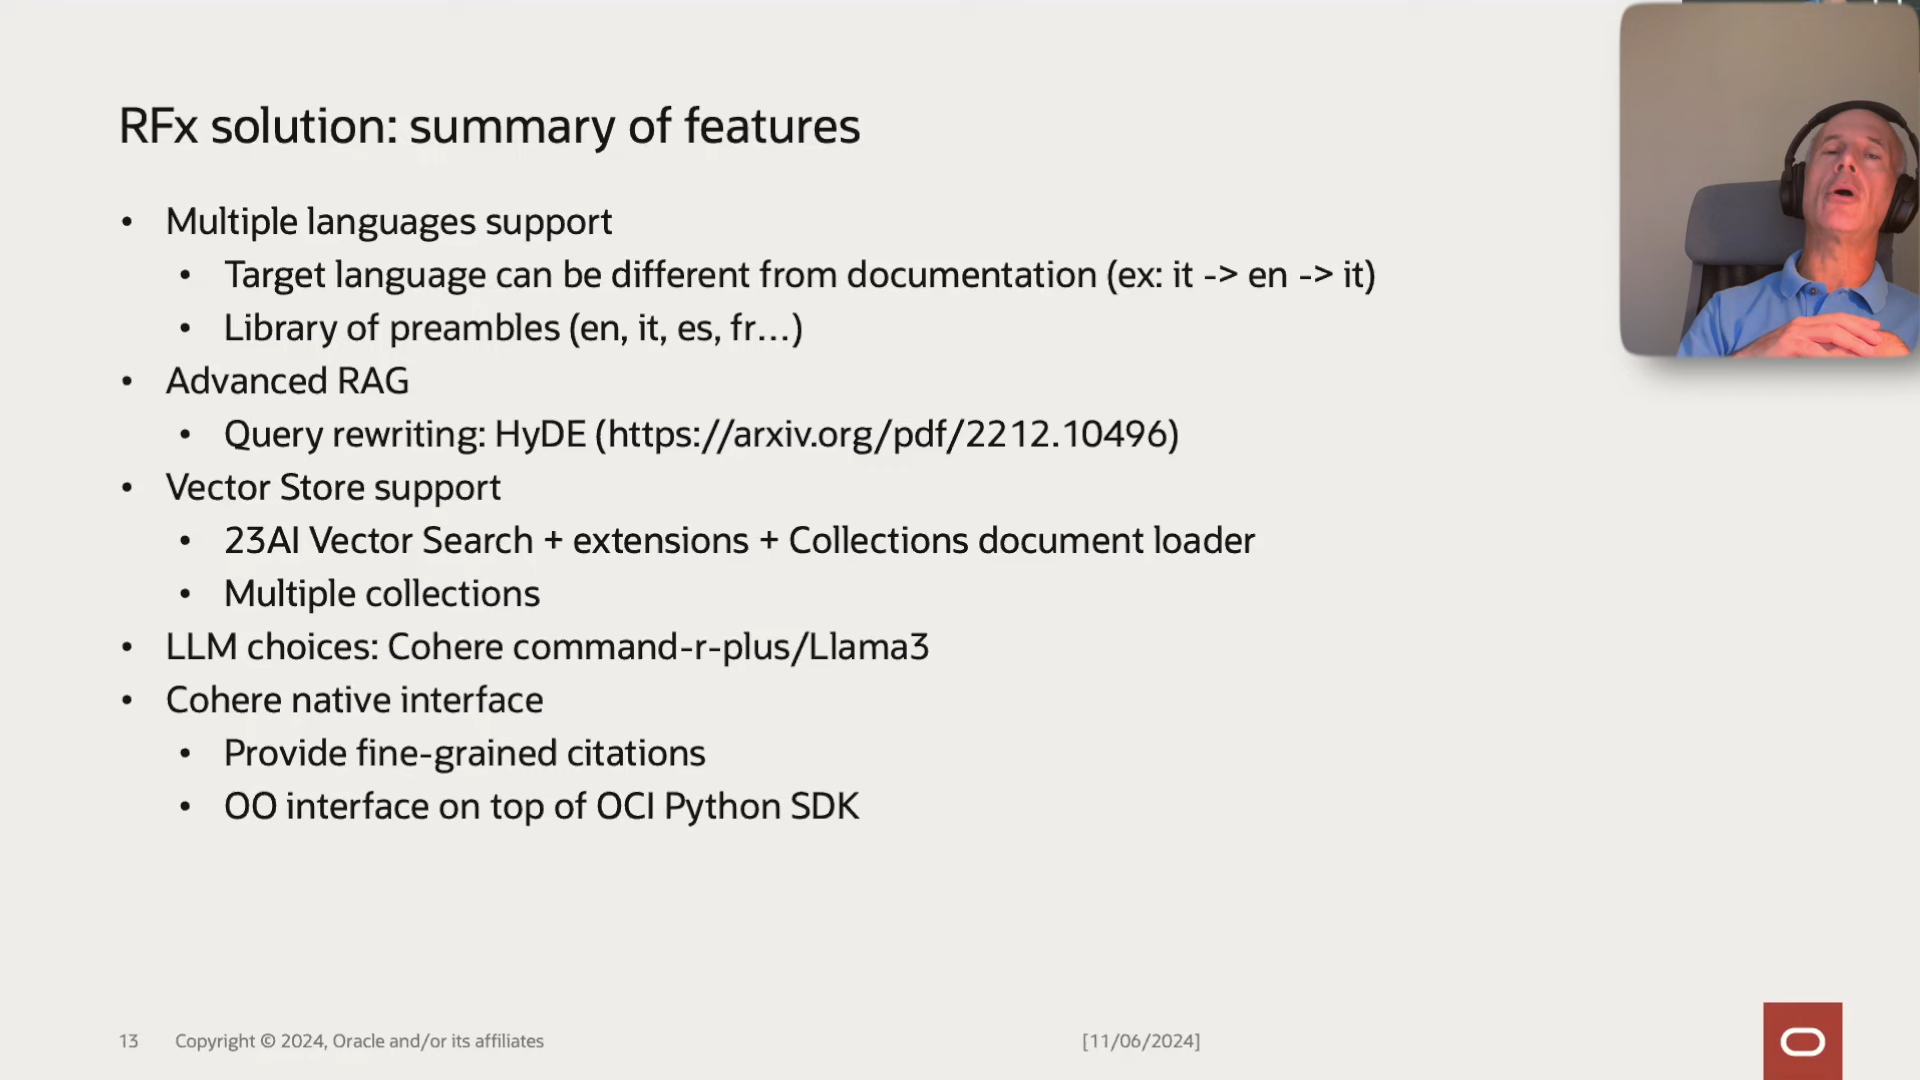 RFx solution: summary of features
• Multiple languages support
• Target language can be different from documentation (ex: it -> en -> it)
• Library of preambles (en, it, es, fr...)
• Advanced RAG
• Query rewriting: HyDE (https://arxiv.org/pdf/2212.10496)
• Vector Store support
• 23AI Vector Search + extensions + Collections document loader
• Multiple collections
• LLM choices: Cohere command-r-plus/Llama3
• Cohere native interface
• Provide fine-grained citations
• OO interface on top of OCI Python SDK
13 Copyright © 2024, Oracle and/or its affiliates [11/06/2024]